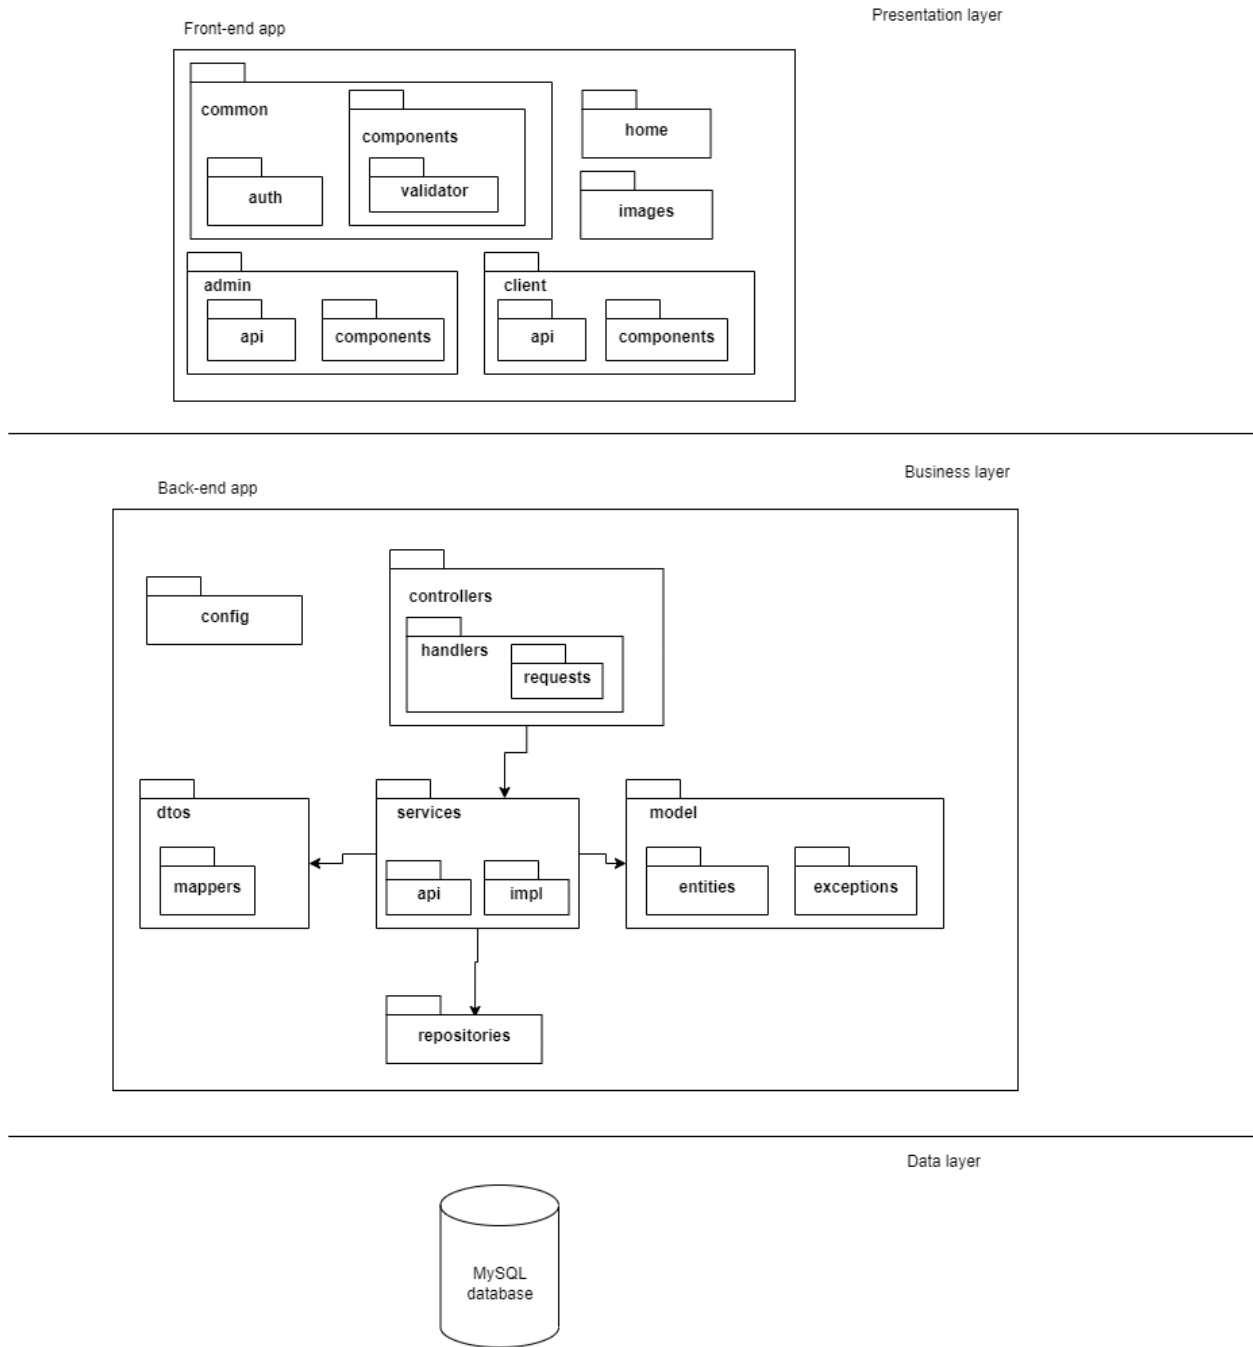 Presentation layer
Front-end app
common
components
auth
validator
home
images
admin
api
components
client
api
components
Business layer
Back-end app
config
controllers
handlers
requests
dtos
mappers
services
api
impl
model
entities
exceptions
repositories
Data layer
MySQL
database